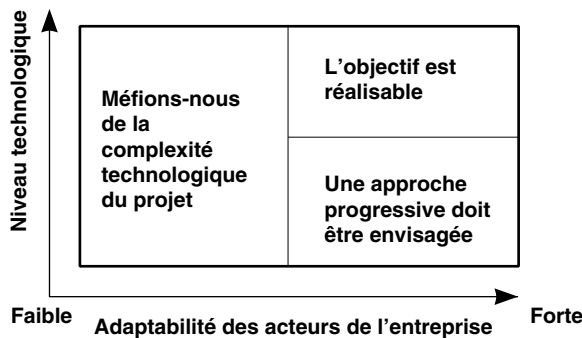 Niveau technologique
Méfions-nous
de la
complexité
technologique
du projet
L'objectif est
réalisable
Une approche
progressive doit
être envisagée
Faible
Adaptabilité des acteurs de l'entreprise
Forte